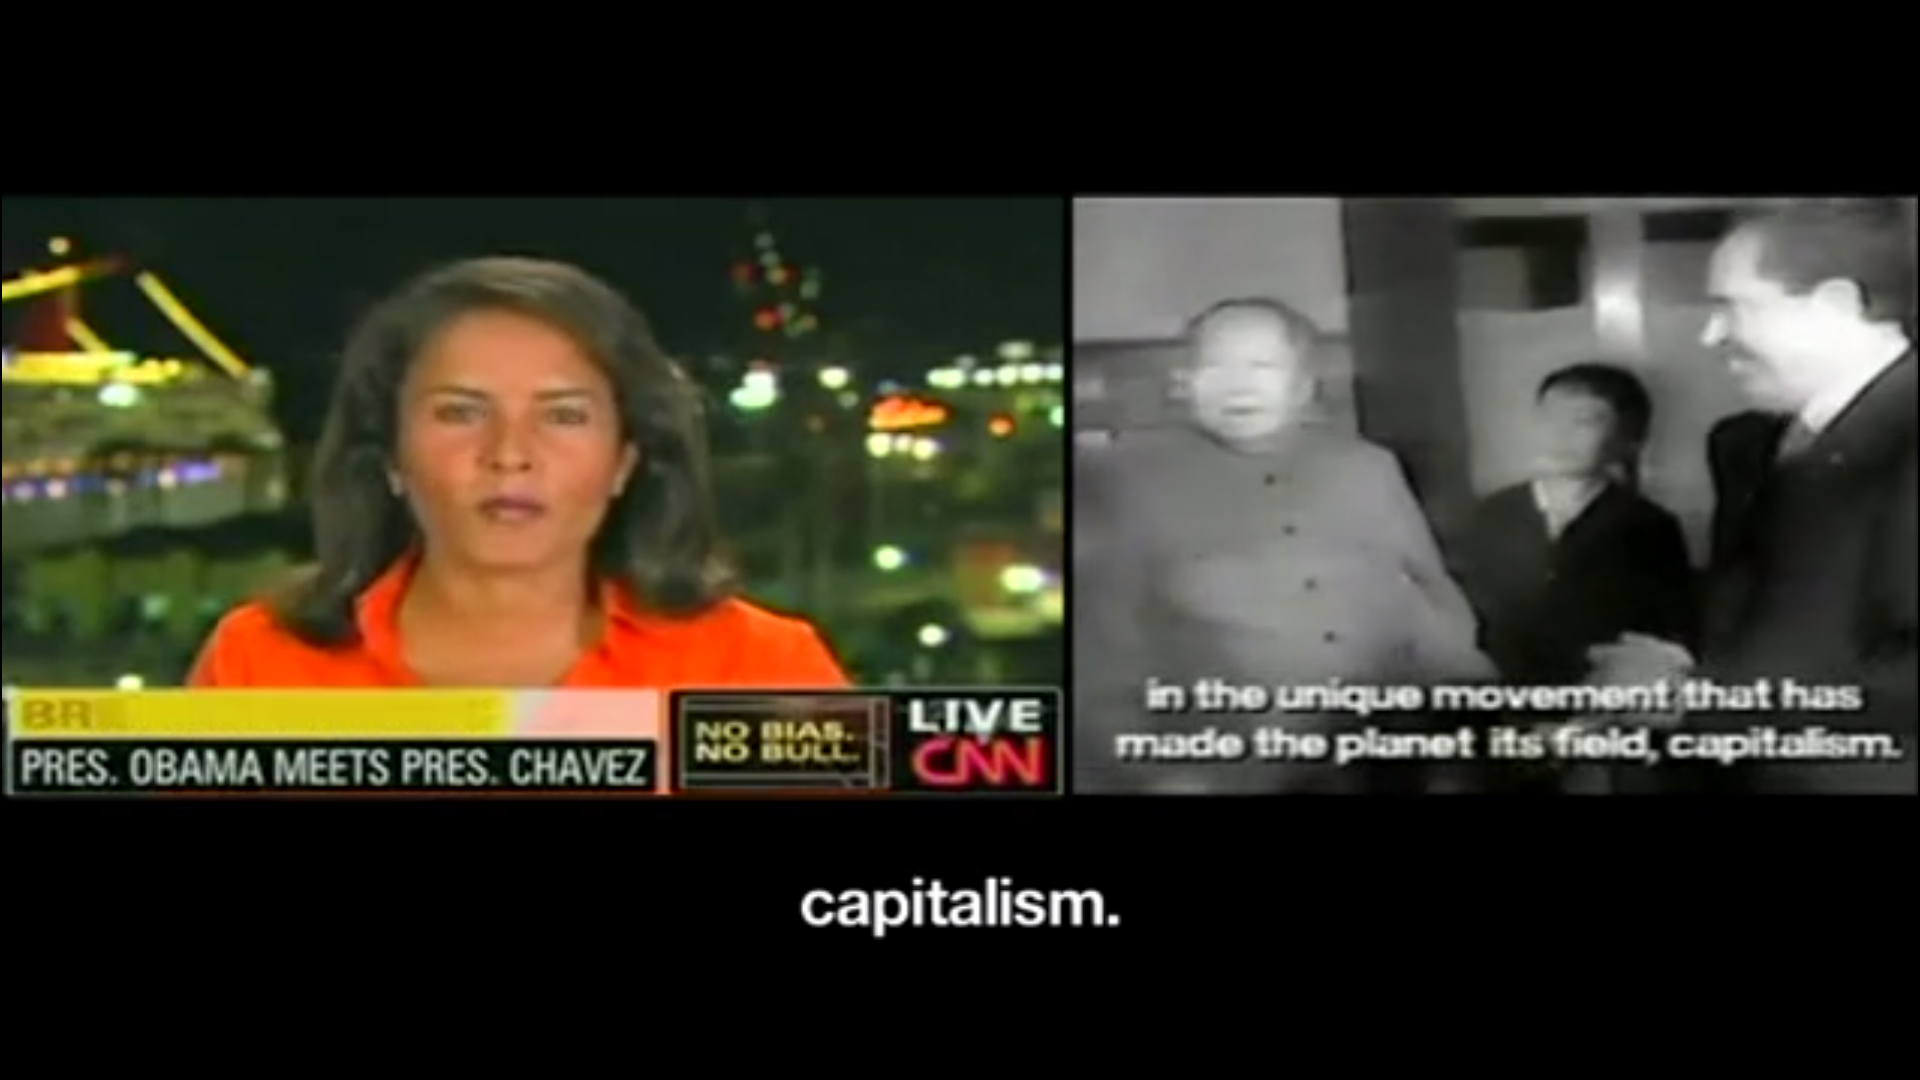 BR
PRES. OBAMA MEETS PRES. CHAVEZ
NO BIAS.
NO BULL.
LIVE
CNN
in the unique movement that has
made the planet its field, capitalism.
capitalism.